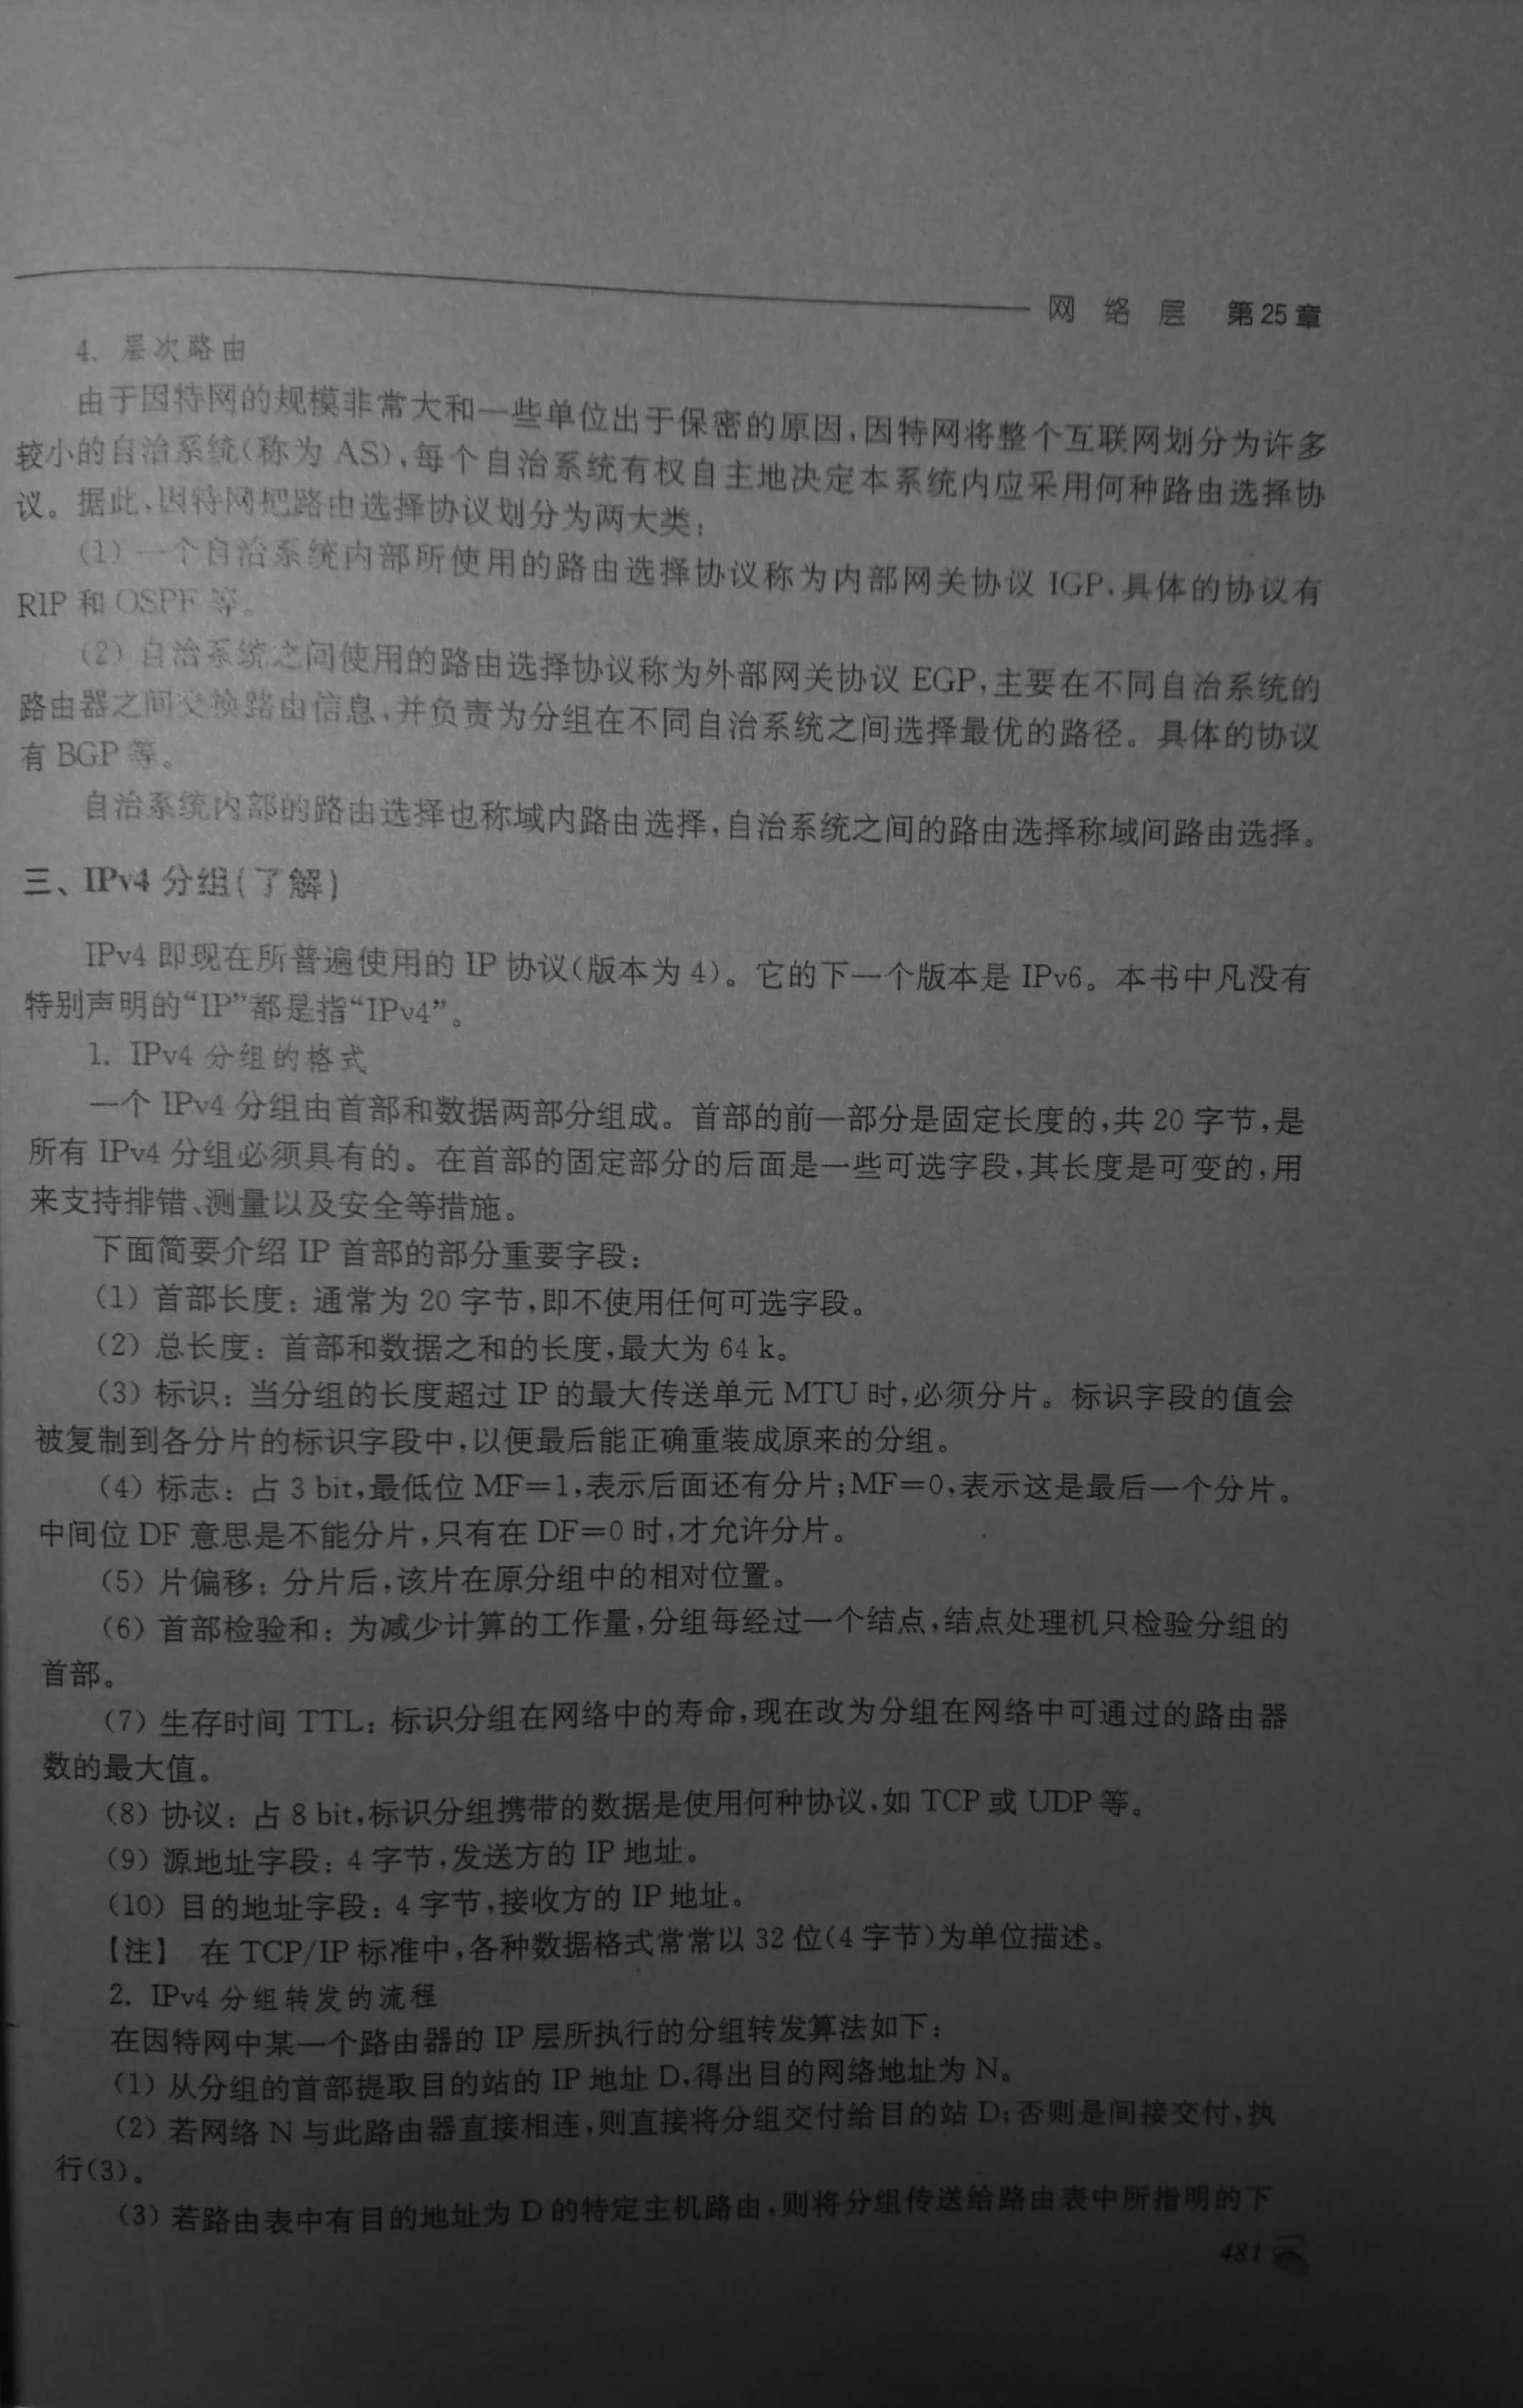 网 络 层 第25章
4. 层次路由
由于因特网的规模非常大和一些单位出于保密的原因,因特网将整个互联网划分为许多
较小的自治系统(称为 AS),每个自治系统有权自主地决定本系统内应采用何种路由选择协
议。据此,因特网把路由选择协议划分为两大类:
(1) 一个自治系统内部所使用的路由选择协议称为内部网关协议 IGP,具体的协议有
RIP 和 OSPF 等。
(2) 自治系统之间使用的路由选择协议称为外部网关协议 EGP,主要在不同自治系统的
路由器之间交换路由信息,并负责为分组在不同自治系统之间选择最优的路径。具体的协议
有 BGP 等。
自治系统内部的路由选择也称域内路由选择,自治系统之间的路由选择称域间路由选择。
三、IPv4 分组(了解)
IPv4 即现在所普遍使用的 IP 协议(版本为 4)。它的下一个版本是 IPv6。本书中凡没有
特别声明的“IP”都是指“IPv4”。
1. IPv4 分组的格式
一个 IPv4 分组由首部和数据两部分组成。首部的前一部分是固定长度的,共 20 字节,是
所有 IPv4 分组必须具有的。在首部的固定部分的后面是一些可选字段,其长度是可变的,用
来支持排错、测量以及安全等措施。
下面简要介绍 IP 首部的部分重要字段:
(1) 首部长度: 通常为 20 字节,即不使用任何可选字段。
(2) 总长度: 首部和数据之和的长度,最大为 64 k。
(3) 标识: 当分组的长度超过 IP 的最大传送单元 MTU 时,必须分片。标识字段的值会
被复制到各分片的标识字段中,以便最后能正确重装成原来的分组。
(4) 标志: 占 3 bit,最低位 MF=1,表示后面还有分片;MF=0,表示这是最后一个分片。
中间位 DF 意思是不能分片,只有在 DF=0 时,才允许分片。
(5) 片偏移: 分片后,该片在原分组中的相对位置。
(6) 首部检验和: 为减少计算的工作量,分组每经过一个结点,结点处理机只检验分组的
首部。
(7) 生存时间 TTL: 标识分组在网络中的寿命,现在改为分组在网络中可通过的路由器
数的最大值。
(8) 协议: 占 8 bit,标识分组携带的数据是使用何种协议,如 TCP 或 UDP 等。
(9) 源地址字段: 4 字节,发送方的 IP 地址。
(10) 目的地址字段: 4 字节,接收方的 IP 地址。
【注】 在 TCP/IP 标准中,各种数据格式常常以 32 位(4 字节)为单位描述。
2. IPv4 分组转发的流程
在因特网中某一个路由器的 IP 层所执行的分组转发算法如下:
(1) 从分组的首部提取目的站的 IP 地址 D,得出目的网络地址为 N。
(2) 若网络 N 与此路由器直接相连,则直接将分组交付给目的站 D;否则是间接交付,执
行(3)。
(3) 若路由表中有目的地址为 D 的特定主机路由,则将分组传送给路由表中所指明的下
481